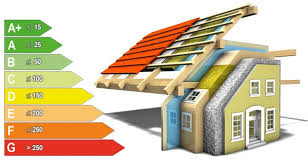 A+ ≤ 15
A ≤ 25
B ≤ 50
C ≤ 100
D ≤ 150
E ≤ 200
F ≤ 250
G > 250